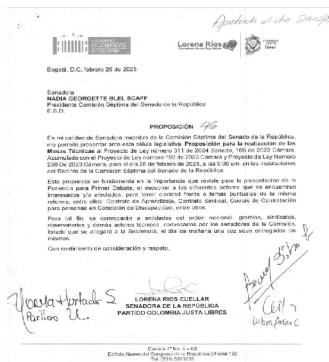 Aprobado el día
Lorena Ríos
Bogotá, D.C, febrero 25 de 2025
Senadora
NADIA GEORGETTE BLEL SCAFF
Presidenta Comisión Séptima del Senado de la República
E.S.D.
PROPOSICIÓN 46
En mi calidad de Senadora miembro de la Comisión Séptima del Senado de la República,
me permito presentar ante esta célula legislativa, Proposición para la realización de las
Mesas Técnicas al Proyecto de Ley número 311 de 2024 Senado, 166 de 2023 Cámara,
Acumulado con el Proyecto de Ley número 192 de 2023 Cámara y Proyecto de Ley Número
256 de 2023 Cámara, para el día 28 de febrero de 2025, a las 9:00 am, en las instalaciones
del Recinto de la Comisión Séptima del Senado de la República.
Esta propuesta se fundamenta en la importancia que reviste para la presentación de la
Ponencia para Primer Debate, el escuchar a los diferentes actores que se encuentran
interesados y/o afectados, para tener claridad frente a temas puntuales de la misma
reforma, entre ellos: Contrato de Aprendizaje, Contrato Sindical, Cuotas de Contratación
para personas en Condición de Discapacidad, entre otros.
Para tal fin, se convocarán a entidades del orden nacional, gremios, sindicatos,
observatorios y demás actores técnicos, convocados por los senadores de la Comisión,
listado que se allegará a la Secretaría, el día de mañana una vez sean entregados los
mismos.
Con sentimiento de consideración y respeto,
Norma Hurtado S
Partido U.
LORENA RIOS CUELLAR
SENADORA DE LA REPÚBLICA
PARTIDO COLOMBIA JUSTA LIBRES
Carrera 7 No. 8 – 62
Edificio Nuevo del Congreso de la República Oficina